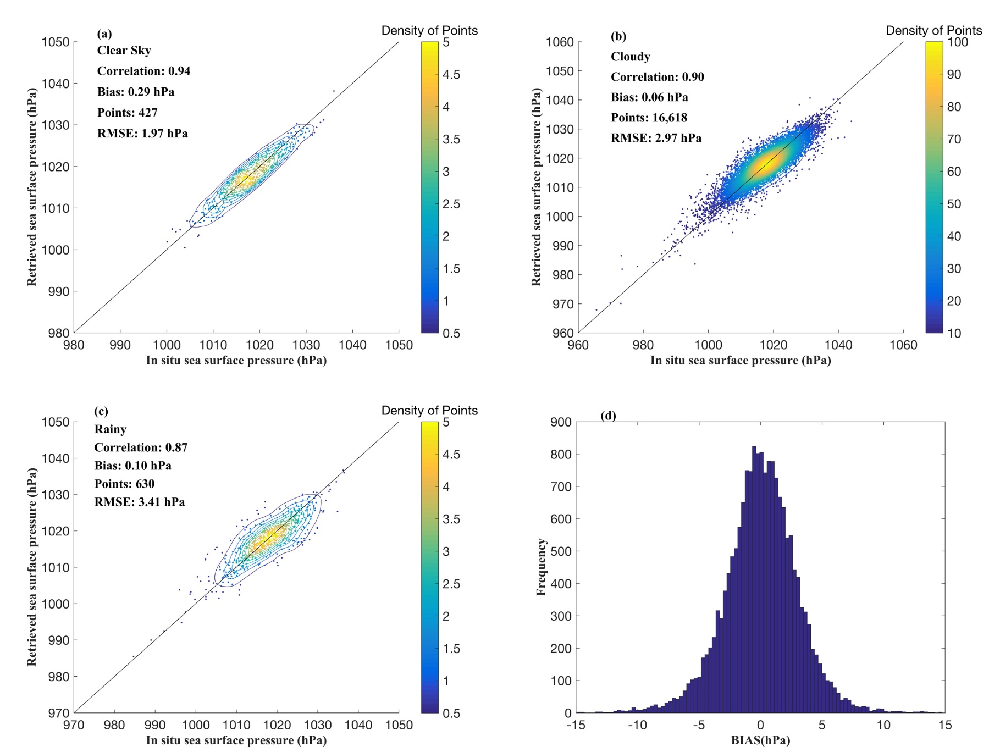 (a)
Clear Sky
Correlation: 0.94
Bias: 0.29 hPa
Points: 427
RMSE: 1.97 hPa
Density of Points
1050
1040
1030
1020
1010
1000
990
980
980 990 1000 1010 1020 1030 1040 1050
In situ sea surface pressure (hPa)
Retrieved sea surface pressure (hPa)
5
4.5
4
3.5
3
2.5
2
1.5
1
0.5
(b)
Cloudy
Correlation: 0.90
Bias: 0.06 hPa
Points: 16,618
RMSE: 2.97 hPa
Density of Points
1060
1050
1040
1030
1020
1010
1000
990
980
970
960
960 980 1000 1020 1040 1060
In situ sea surface pressure (hPa)
Retrieved sea surface pressure (hPa)
100
90
80
70
60
50
40
30
20
10
(c)
Rainy
Correlation: 0.87
Bias: 0.10 hPa
Points: 630
RMSE: 3.41 hPa
Density of Points
1050
1040
1030
1020
1010
1000
990
980
970
970 980 990 1000 1010 1020 1030 1040 1050
In situ sea surface pressure (hPa)
Retrieved sea surface pressure (hPa)
5
4.5
4
3.5
3
2.5
2
1.5
1
0.5
(d)
900
800
700
600
500
400
300
200
100
0
-15 -10 -5 0 5 10 15
BIAS(hPa)
Frequency